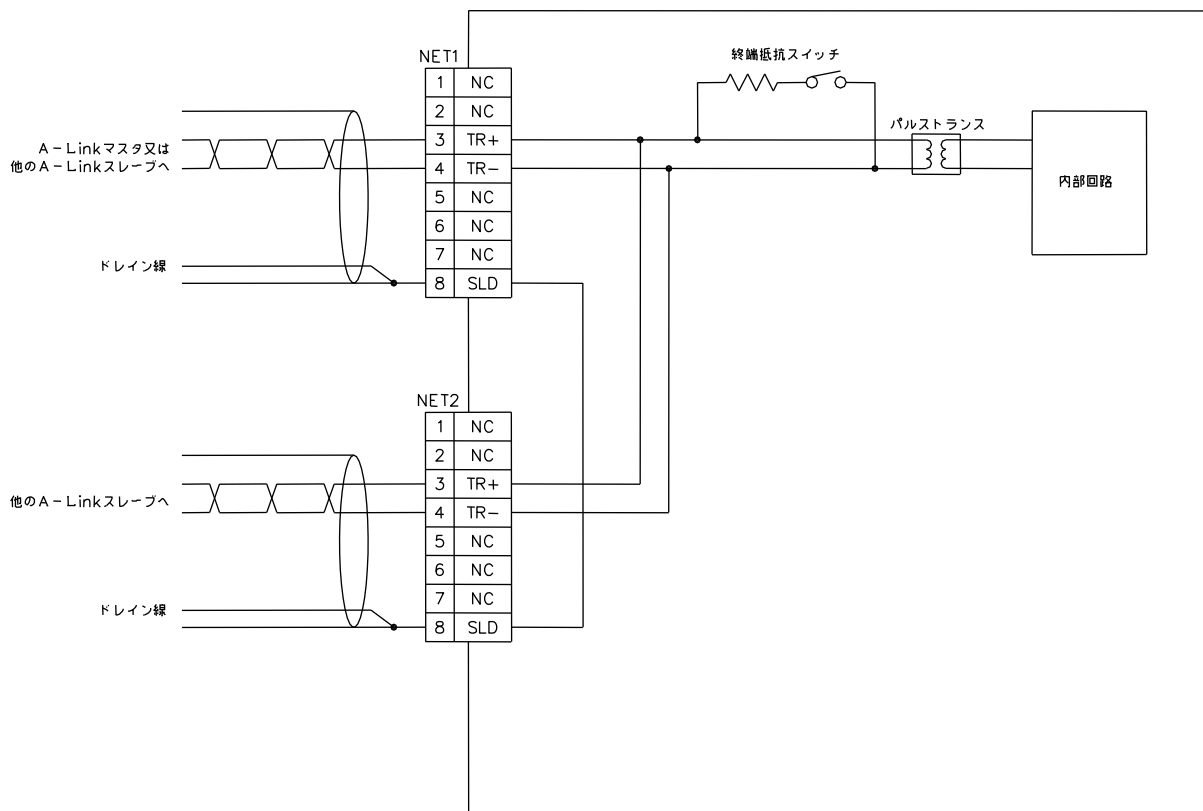 終端抵抗スイッチ
NET1
1 NC
2 NC
3 TR+
4 TR-
5 NC
6 NC
7 NC
8 SLD
A-Linkマスタ又は
他のA-Linkスレーブへ
ドレイン線
パルストランス
内部回路
NET2
1 NC
2 NC
3 TR+
4 TR-
5 NC
6 NC
7 NC
8 SLD
他のA-Linkスレーブへ
ドレイン線